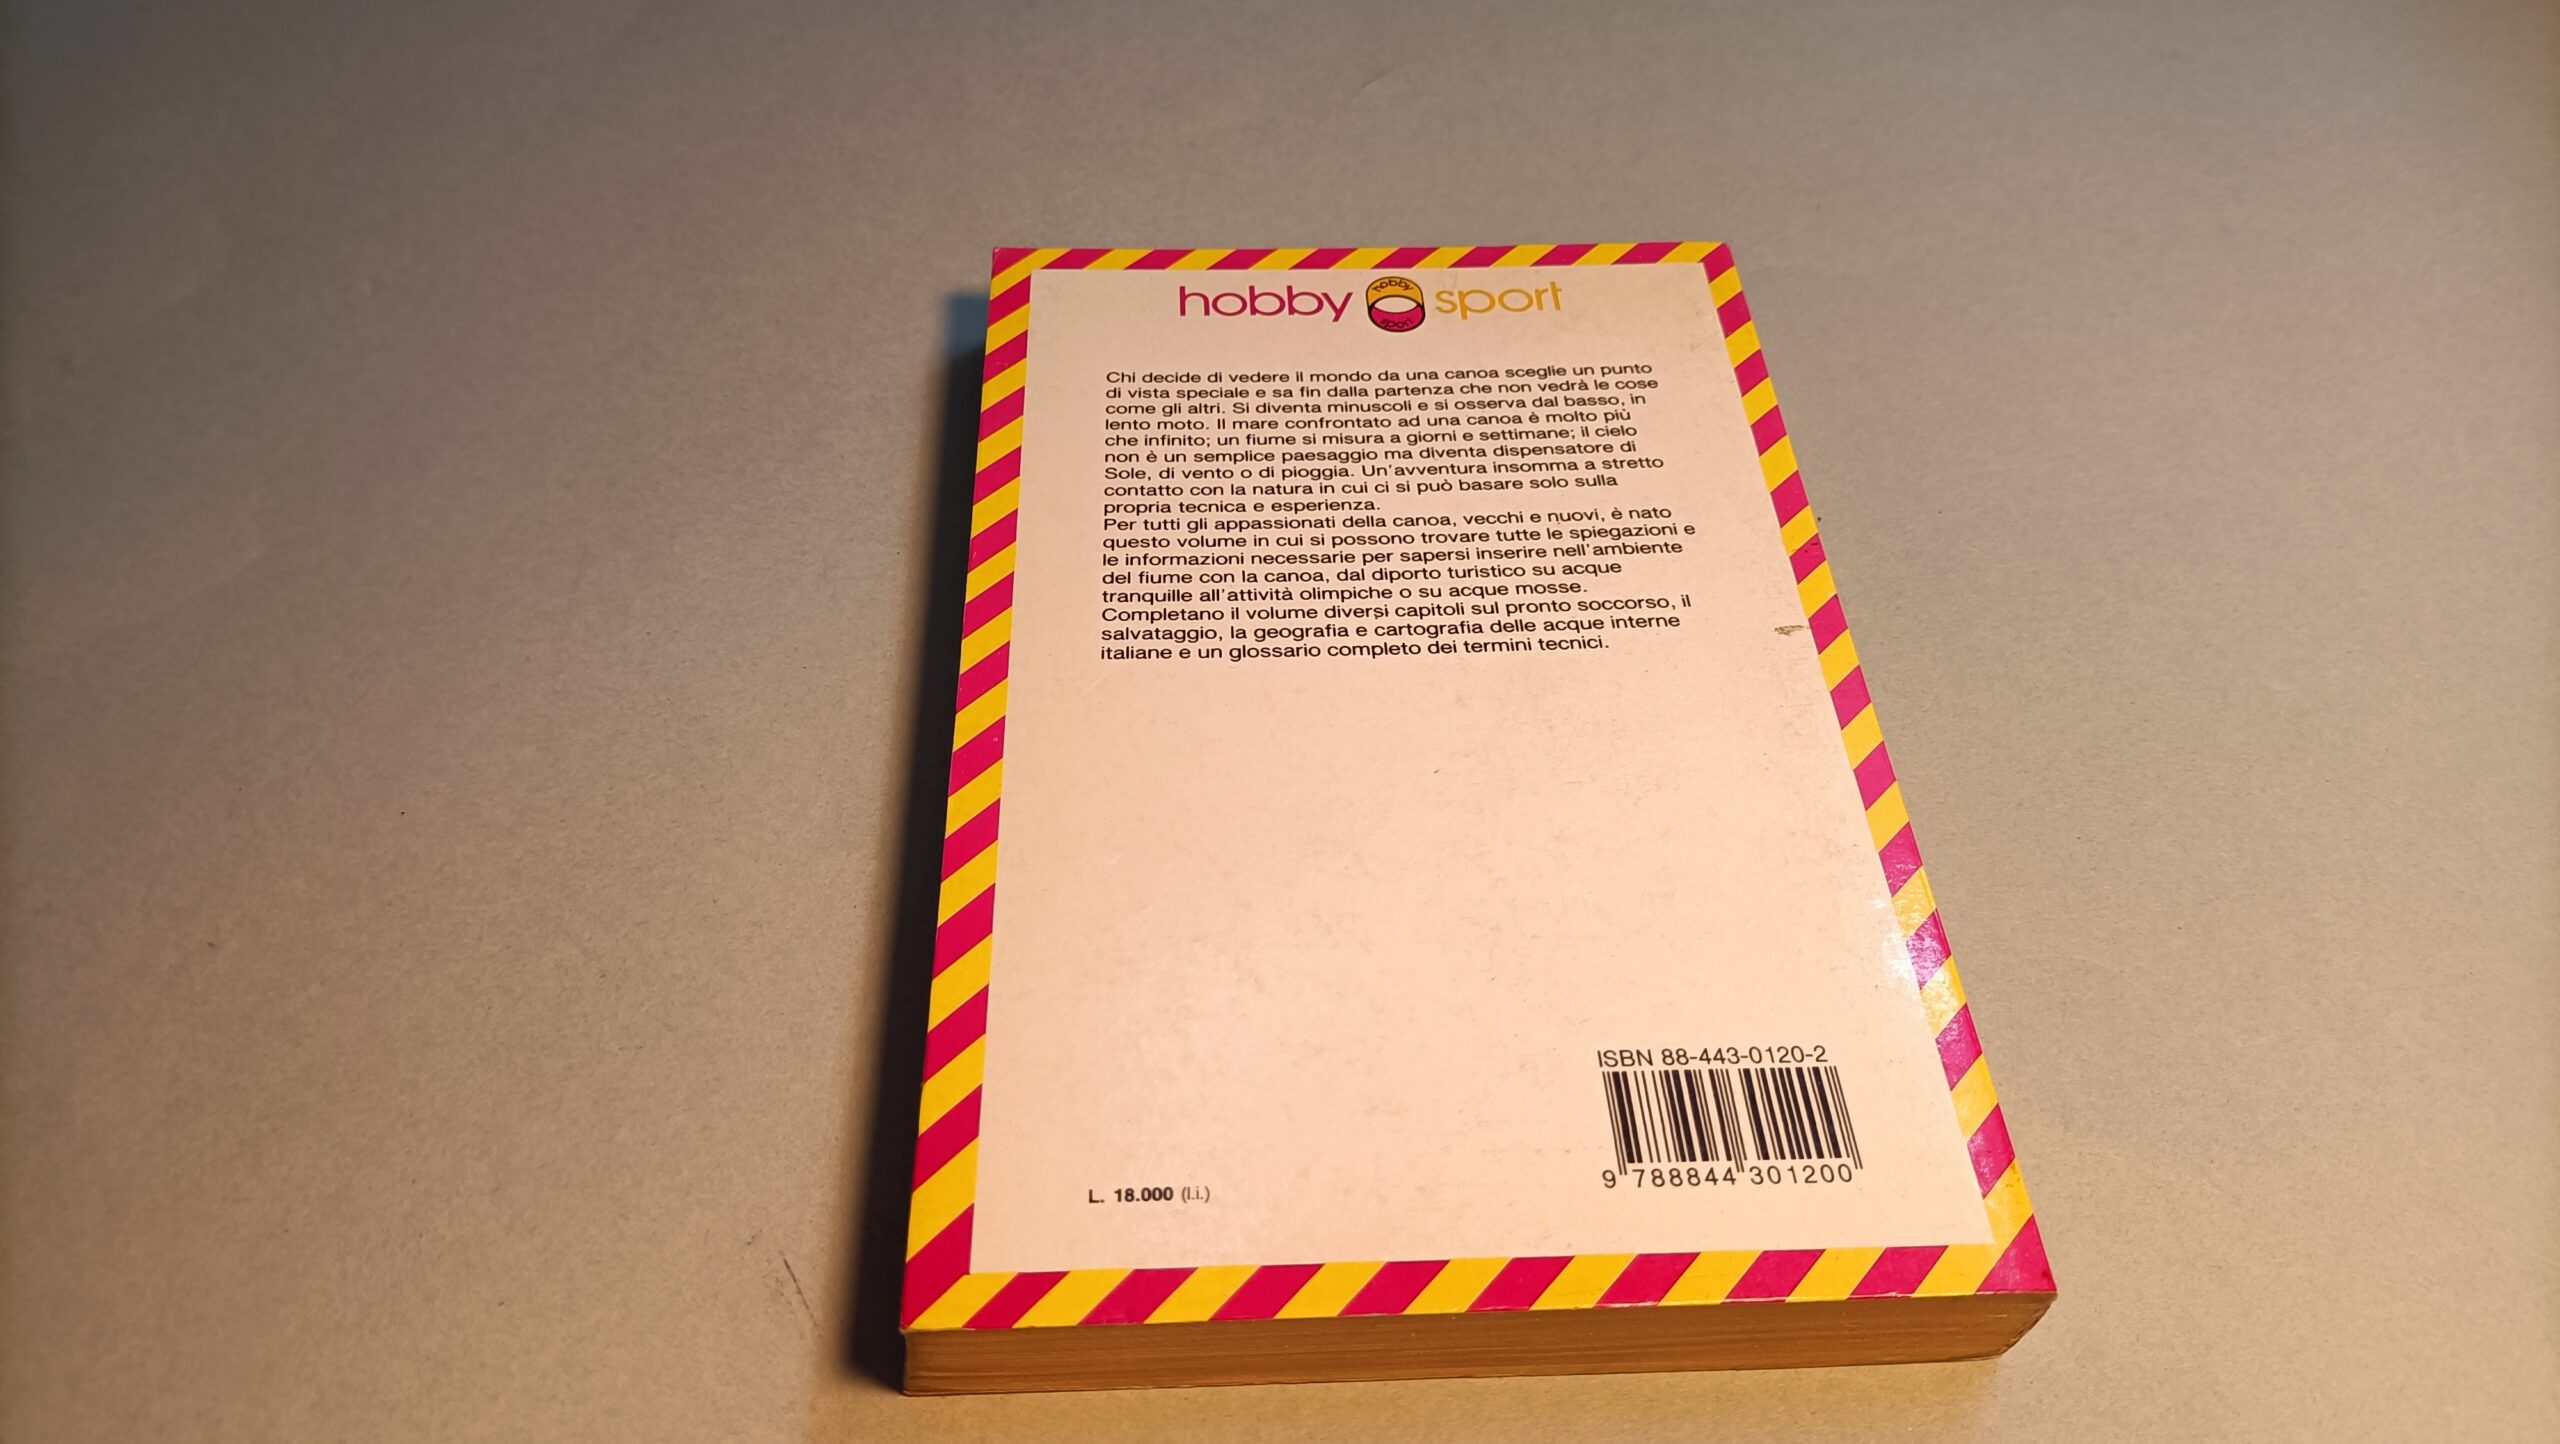 hobby hobby sport sport
Chi decide di vedere il mondo da una canoa sceglie un punto
di vista speciale e sa fin dalla partenza che non vedrà le cose
come gli altri. Si diventa minuscoli e si osserva dal basso, in
lento moto. Il mare confrontato ad una canoa è molto più
che infinito; un fiume si misura a giorni e settimane; il cielo
non è un semplice paesaggio ma diventa dispensatore di
Sole, di vento o di pioggia. Un'avventura insomma a stretto
contatto con la natura in cui ci si può basare solo sulla
propria tecnica e esperienza.
Per tutti gli appassionati della canoa, vecchi e nuovi, è nato
questo volume in cui si possono trovare tutte le spiegazioni e
le informazioni necessarie per sapersi inserire nell'ambiente
del fiume con la canoa, dal diporto turistico su acque
tranquille all'attività olimpiche o su acque mosse.
Completano il volume diversi capitoli sul pronto soccorso, il
salvataggio, la geografia e cartografia delle acque interne
italiane e un glossario completo dei termini tecnici.
ISBN 88-443-0120-2
9 788844 301200
L. 18.000 (l.i.)